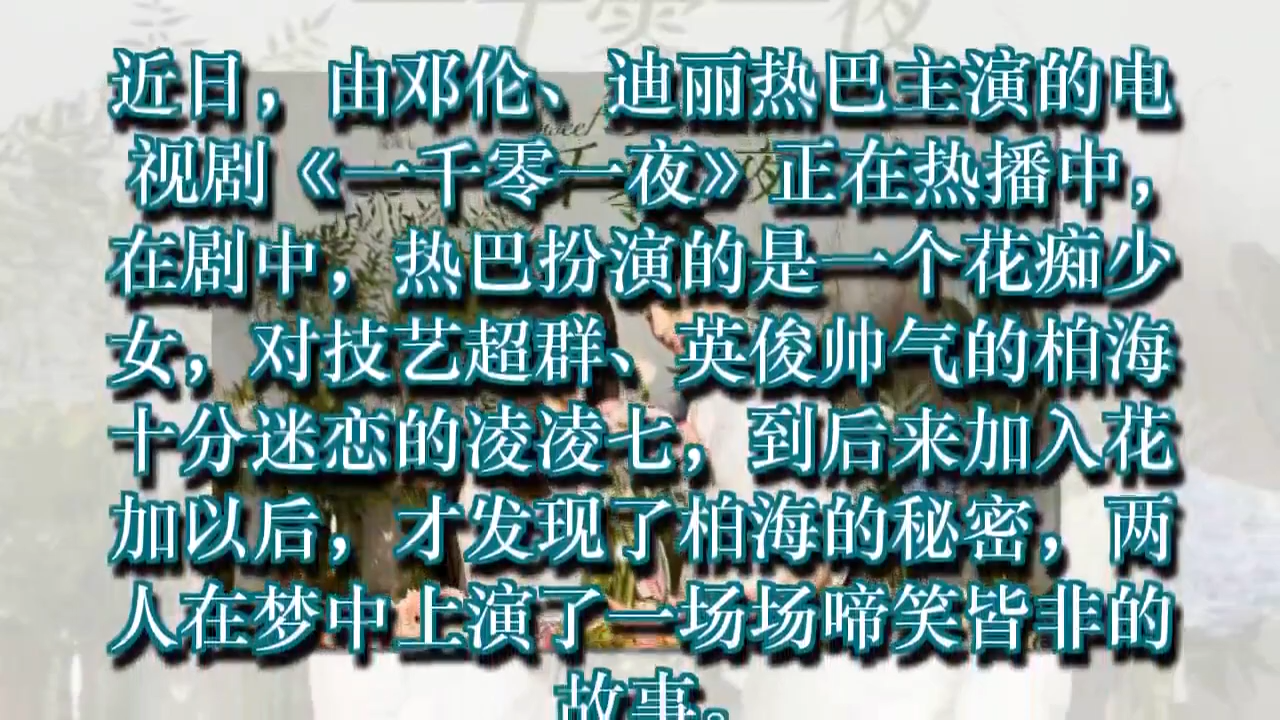 一千零一夜
近日，由邓伦、迪丽热巴主演的电
视剧《一千零一夜》正在热播中，
在剧中，热巴扮演的是一个花痴少
女，对技艺超群、英俊帅气的柏海
十分迷恋的凌凌七，到后来加入花
加以后，才发现了柏海的秘密，两
人在梦中上演了一场场啼笑皆非的
故事。